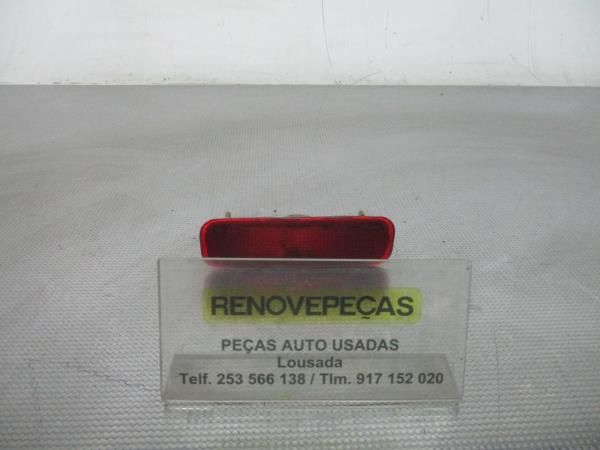 RENOVEPEÇAS
PEÇAS AUTO USADAS
Lousada
Telf. 253 566 138 / Tlm. 917 152 020